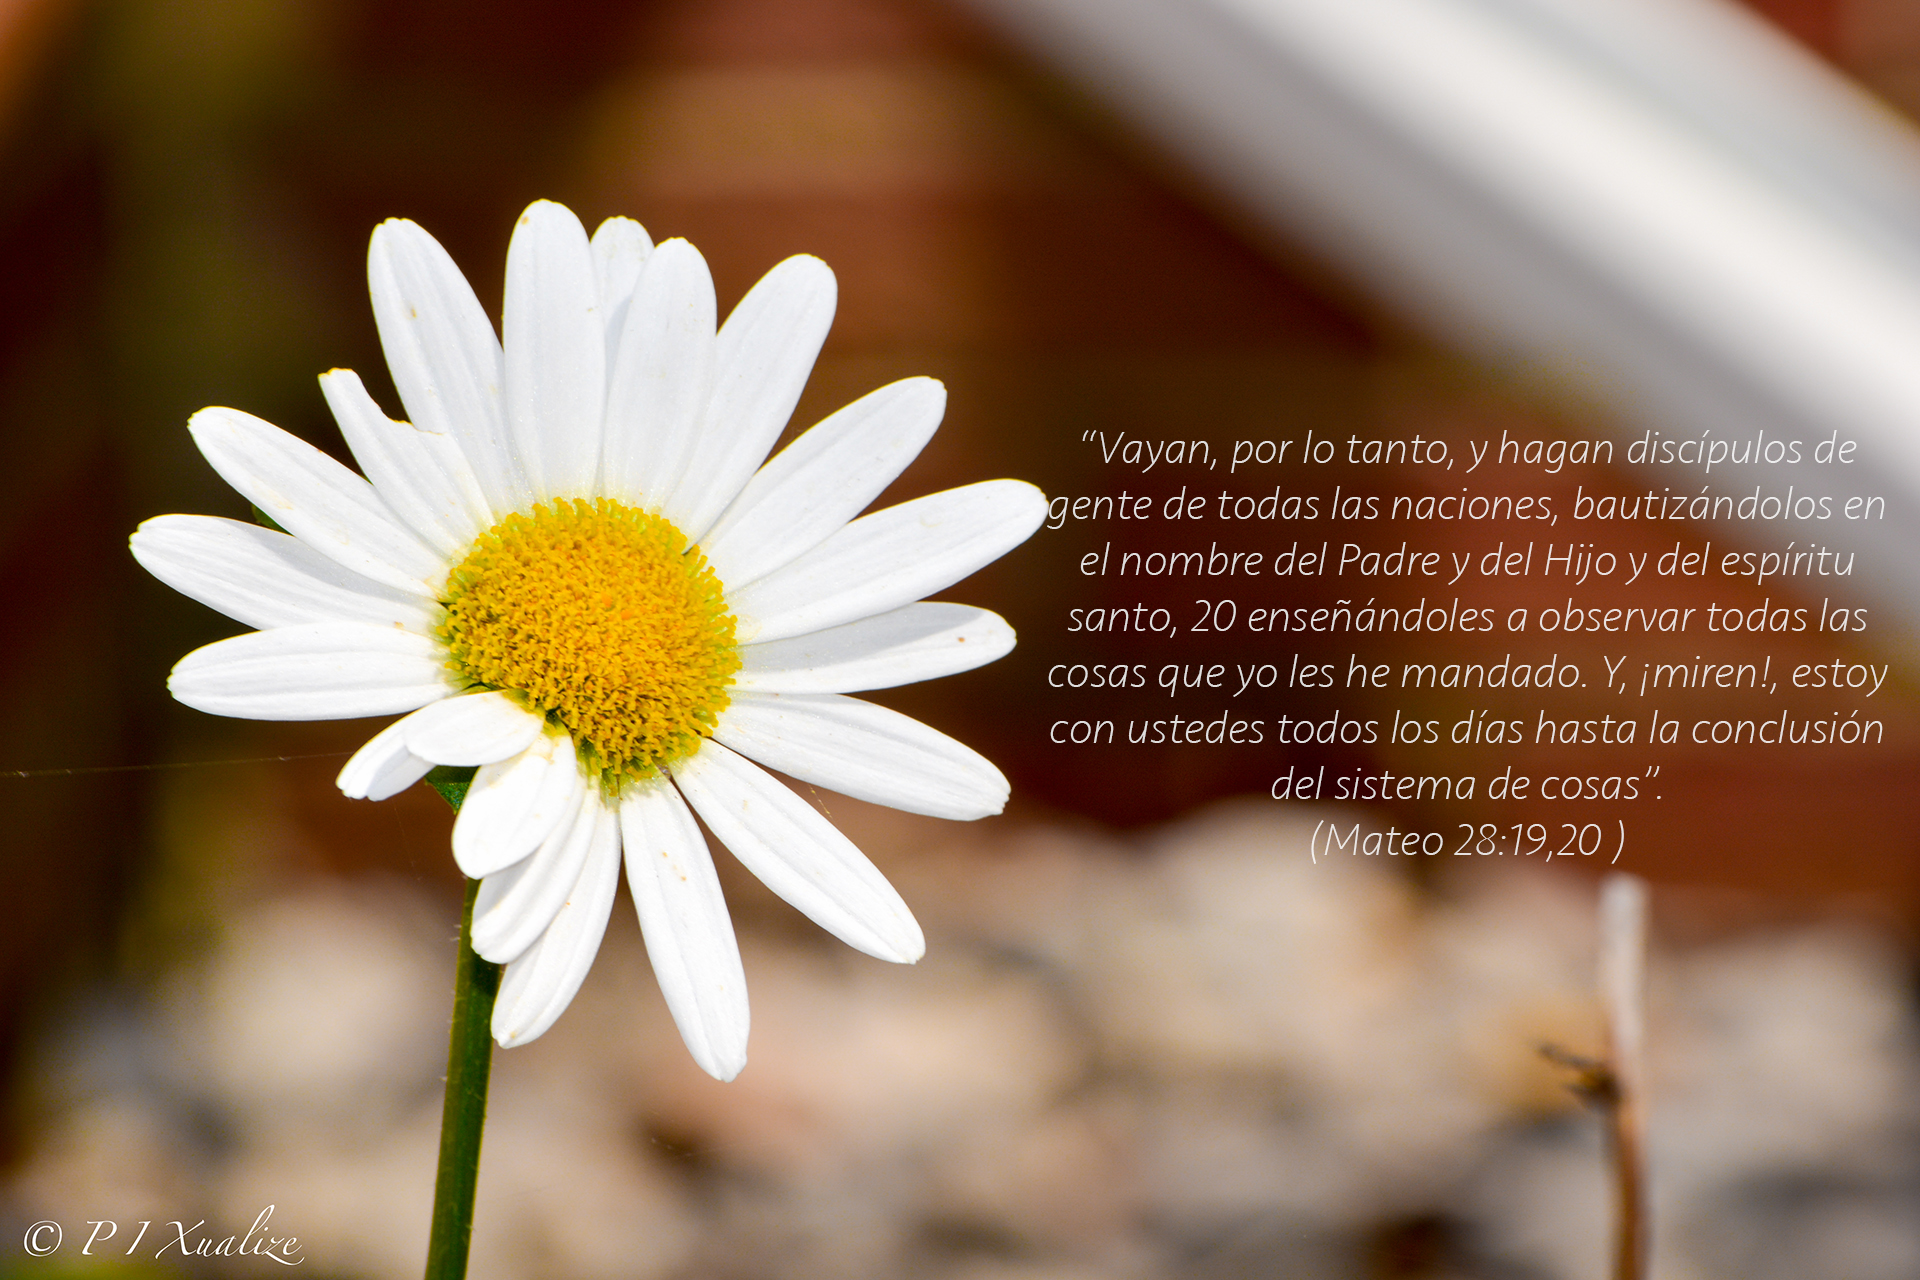 “Vayan, por lo tanto, y hagan discípulos de
gente de todas las naciones, bautizándolos en
el nombre del Padre y del Hijo y del espíritu
santo, 20 enseñándoles a observar todas las
cosas que yo les he mandado. Y, ¡miren!, estoy
con ustedes todos los días hasta la conclusión
del sistema de cosas”.
(Mateo 28:19,20 )
© P I Xualize